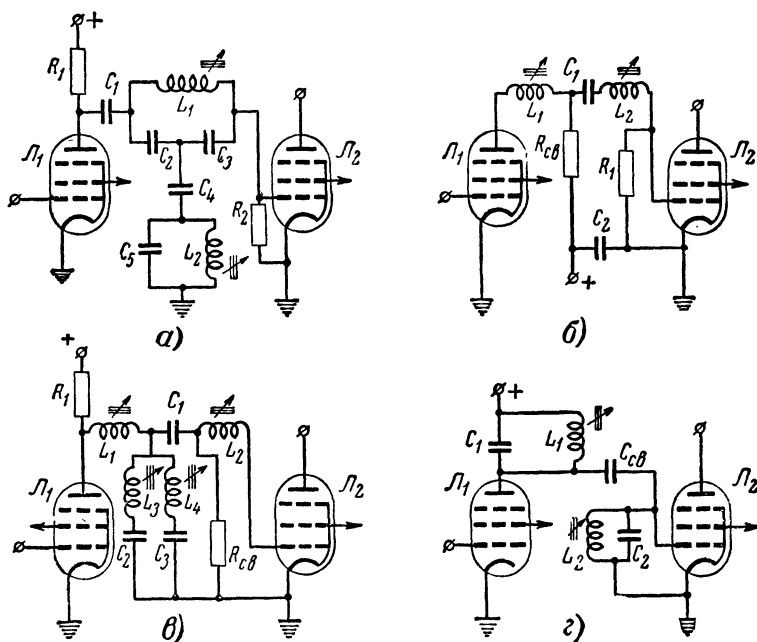 +
R₁
C₁
L₁
Л₁
C₂
C₃
Л₂
C₄
R₂
C₅
L₂
а)
C₁
L₁
L₂
Л₁
Rсв
R₁
Л₂
C₂
+
б)
+
R₁
C₁
L₁
L₂
Л₁
L₃
L₄
Л₂
C₂
C₃
Rсв
в)
+
C₁
L₁
Cсв
Л₁
Л₂
L₂
C₂
г)